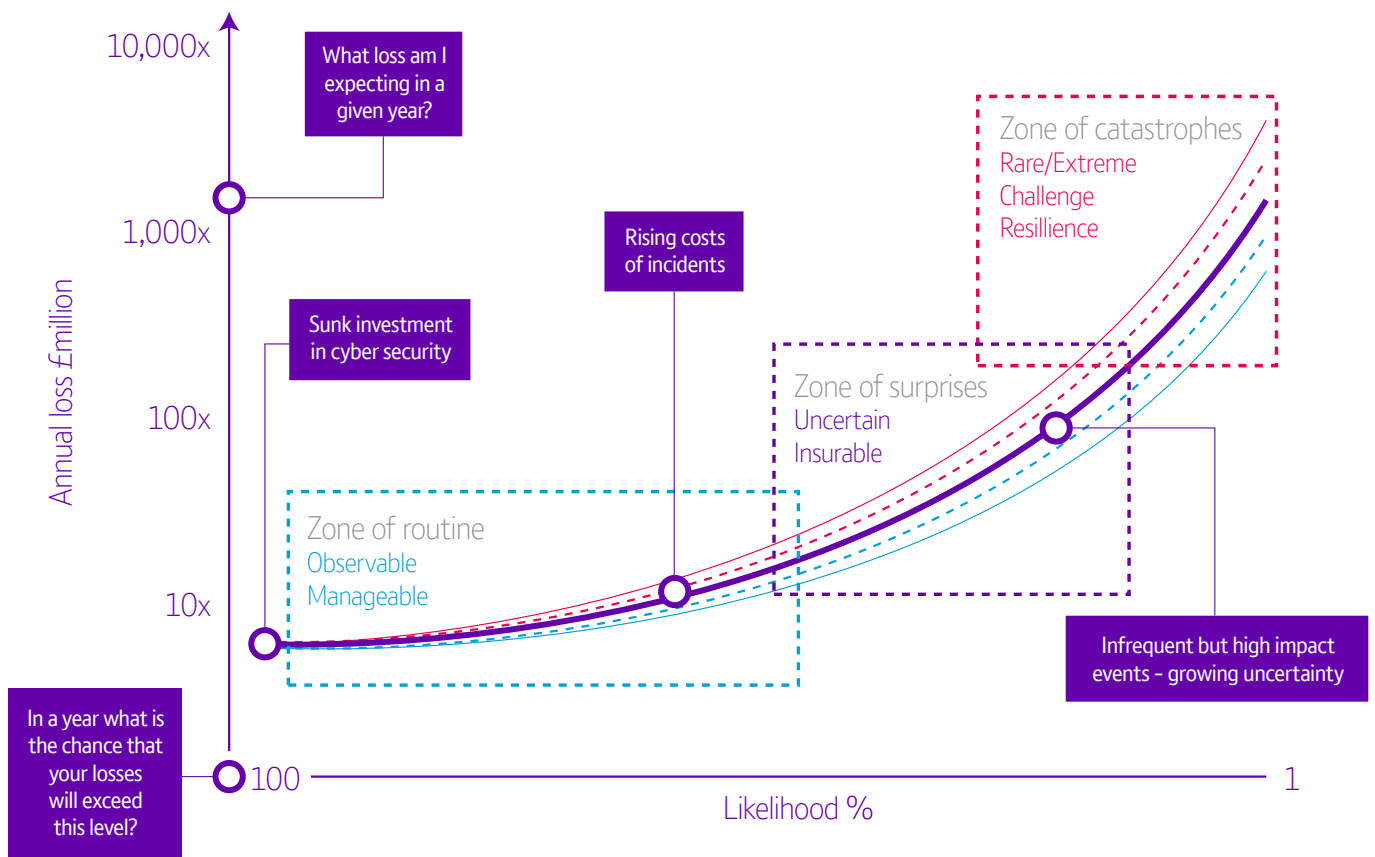 10,000x
1,000x
100x
10x
Annual loss £million
What loss am I
expecting in a
given year?
Sunk investment
in cyber security
Rising costs
of incidents
Zone of catastrophes
Rare/Extreme
Challenge
Resillience
Zone of surprises
Uncertain
Insurable
Zone of routine
Observable
Manageable
Infrequent but high impact
events – growing uncertainty
In a year what is
the chance that
your losses
will exceed
this level?
100
1
Likelihood %